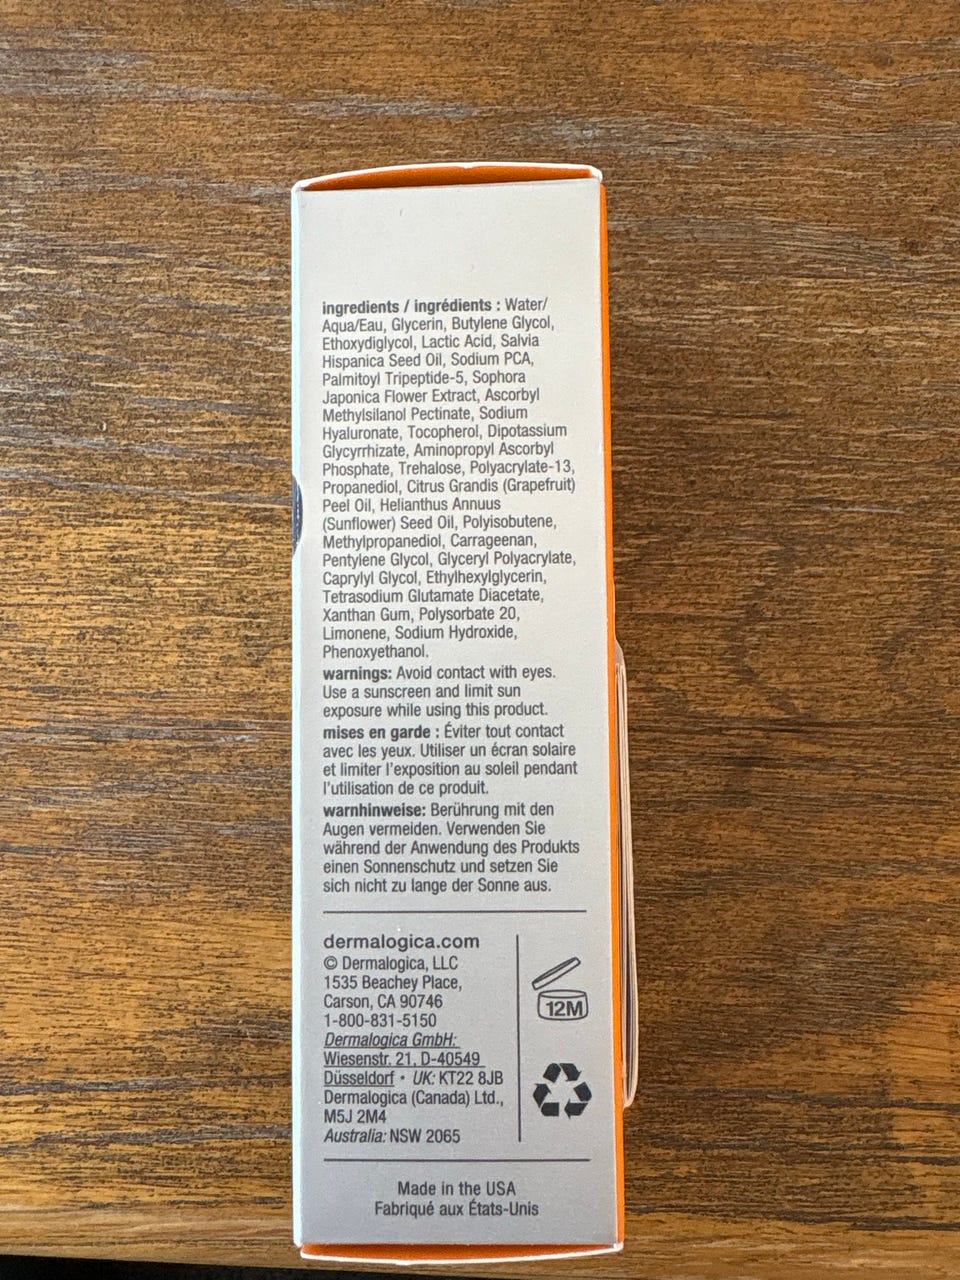 ingredients / ingrédients : Water/
Aqua/Eau, Glycerin, Butylene Glycol,
Ethoxydiglycol, Lactic Acid, Salvia
Hispanica Seed Oil, Sodium PCA,
Palmitoyl Tripeptide-5, Sophora
Japonica Flower Extract, Ascorbyl
Methylsilanol Pectinate, Sodium
Hyaluronate, Tocopherol, Dipotassium
Glycyrrhizate, Aminopropyl Ascorbyl
Phosphate, Trehalose, Polyacrylate-13,
Propanediol, Citrus Grandis (Grapefruit)
Peel Oil, Helianthus Annuus
(Sunflower) Seed Oil, Polyisobutene,
Methylpropanediol, Carrageenan,
Pentylene Glycol, Glyceryl Polyacrylate,
Caprylyl Glycol, Ethylhexylglycerin,
Tetrasodium Glutamate Diacetate,
Xanthan Gum, Polysorbate 20,
Limonene, Sodium Hydroxide,
Phenoxyethanol.
warnings: Avoid contact with eyes.
Use a sunscreen and limit sun
exposure while using this product.
mises en garde : Éviter tout contact
avec les yeux. Utiliser un écran solaire
et limiter l'exposition au soleil pendant
l'utilisation de ce produit.
warnhinweise: Berührung mit den
Augen vermeiden. Verwenden Sie
während der Anwendung des Produkts
einen Sonnenschutz und setzen Sie
sich nicht zu lange der Sonne aus.
dermalogica.com
© Dermalogica, LLC
1535 Beachey Place,
Carson, CA 90746
1-800-831-5150
Dermalogica GmbH:
Wiesenstr. 21, D-40549
Düsseldorf • UK: KT22 8JB
Dermalogica (Canada) Ltd.,
M5J 2M4
Australia: NSW 2065
12M
Made in the USA
Fabriqué aux États-Unis